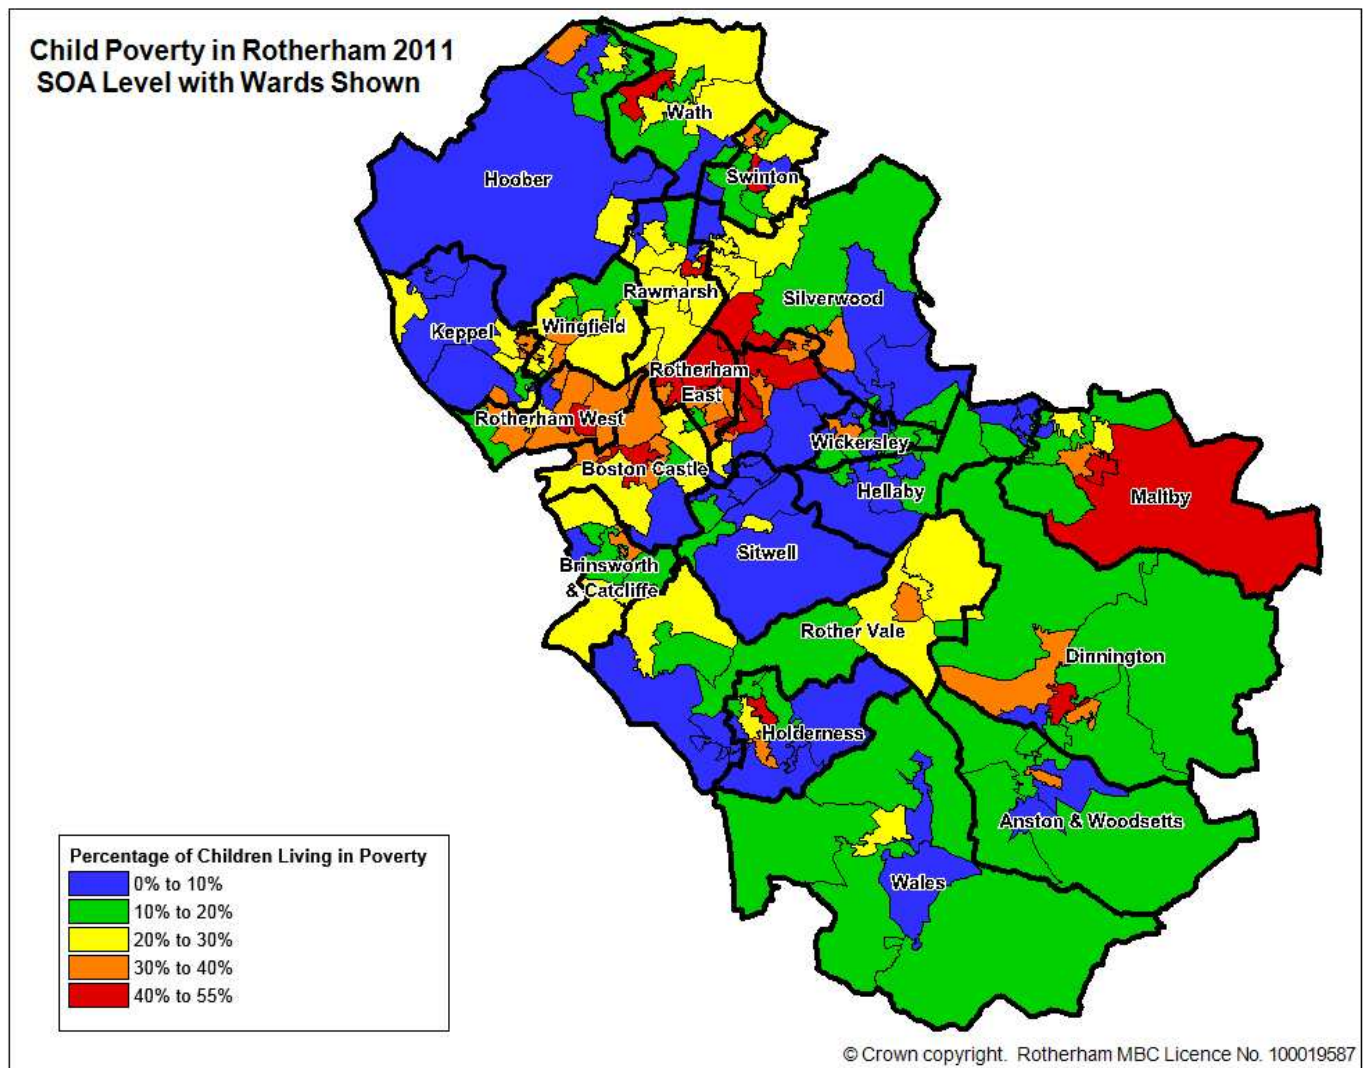 Child Poverty in Rotherham 2011
SOA Level with Wards Shown
Wath
Hoober
Swinton
Rawmarsh
Silverwood
Keppel
Wingfield
Rotherham
East
Rotherham West
Wickersley
Boston Castle
Hellaby
Maltby
Sitwell
Brinsworth
& Catcliffe
Rother Vale
Dinnington
Holderness
Anston & Woodsetts
Wales
Percentage of Children Living in Poverty
0% to 10%
10% to 20%
20% to 30%
30% to 40%
40% to 55%
© Crown copyright. Rotherham MBC Licence No. 100019587